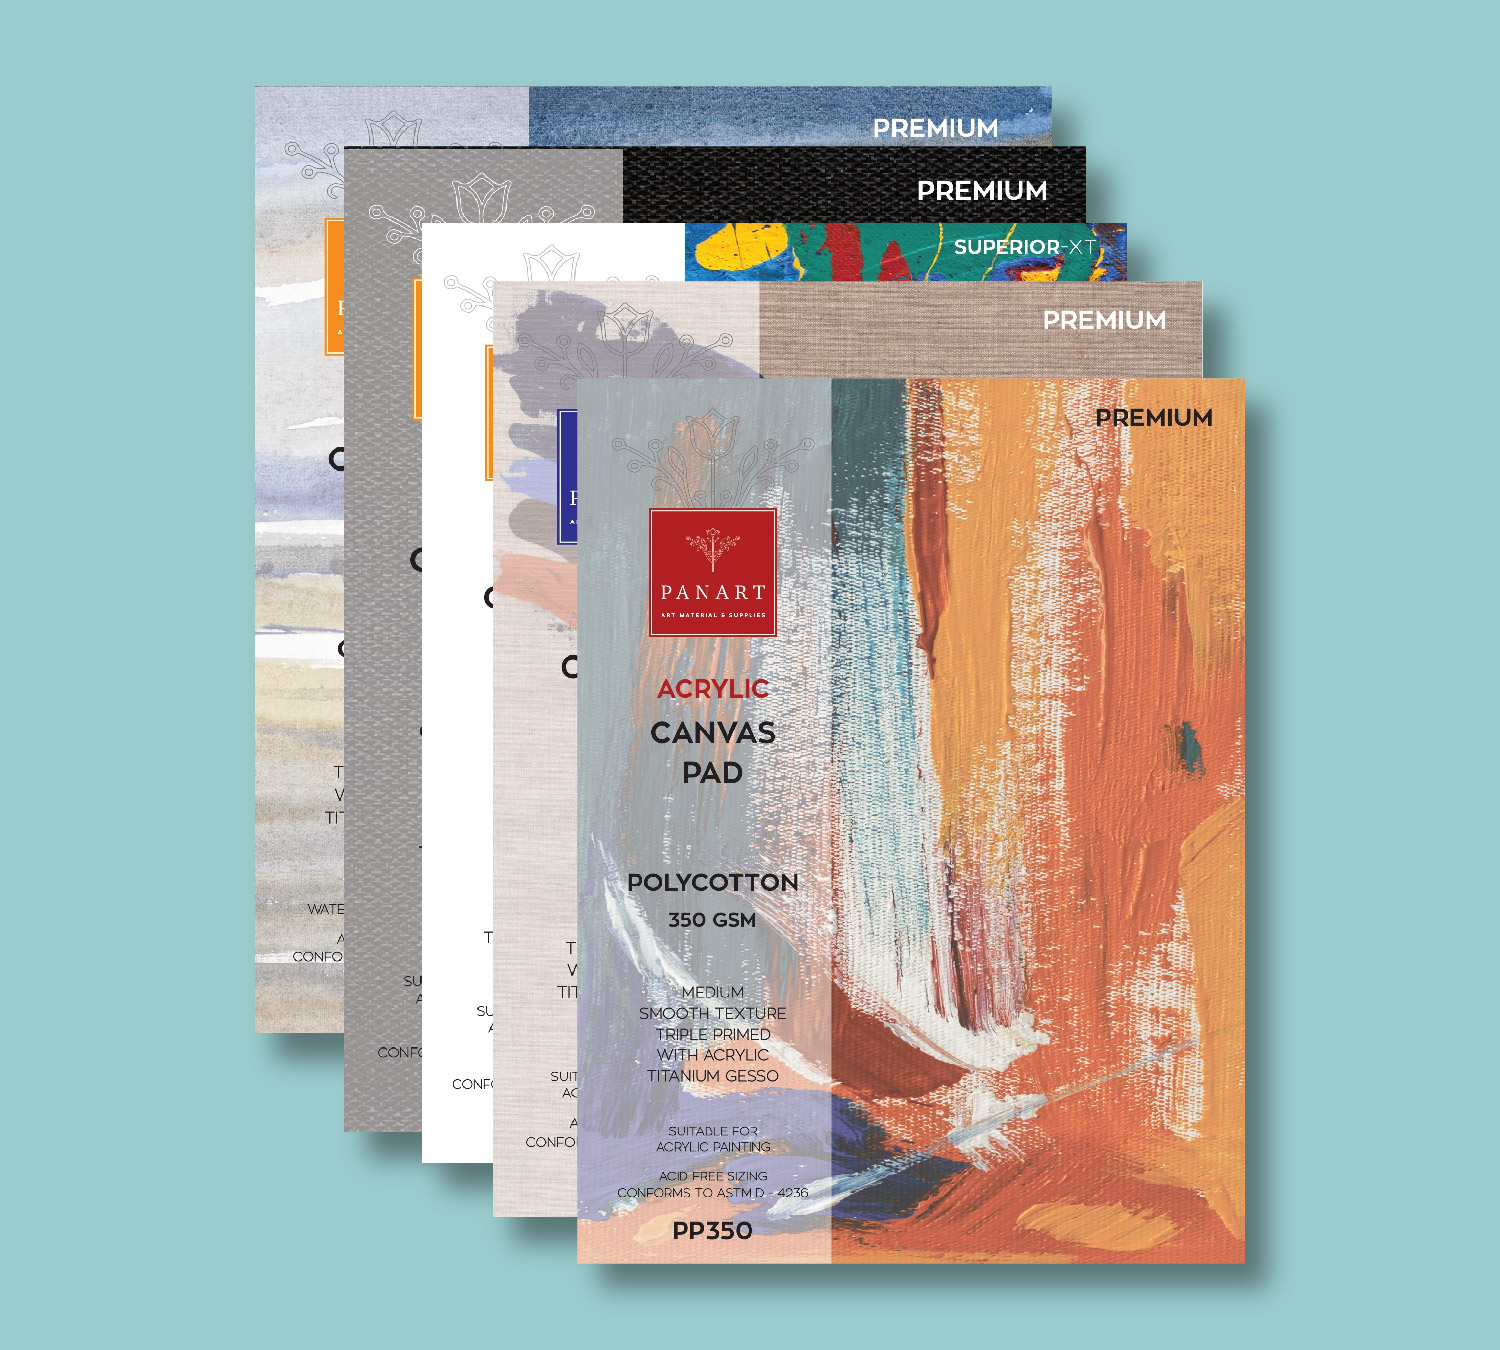 PREMIUM
PREMIUM
SUPERIOR-XT
PREMIUM
PREMIUM
PANART
ART MATERIAL & SUPPLIES
ACRYLIC
CANVAS
PAD
POLYCOTTON
350 GSM
MEDIUM
SMOOTH TEXTURE
TRIPLE PRIMED
WITH ACRYLIC
TITANIUM GESSO
SUITABLE FOR
ACRYLIC PAINTING
ACID FREE SIZING
CONFORMS TO ASTM D - 4236
PP350